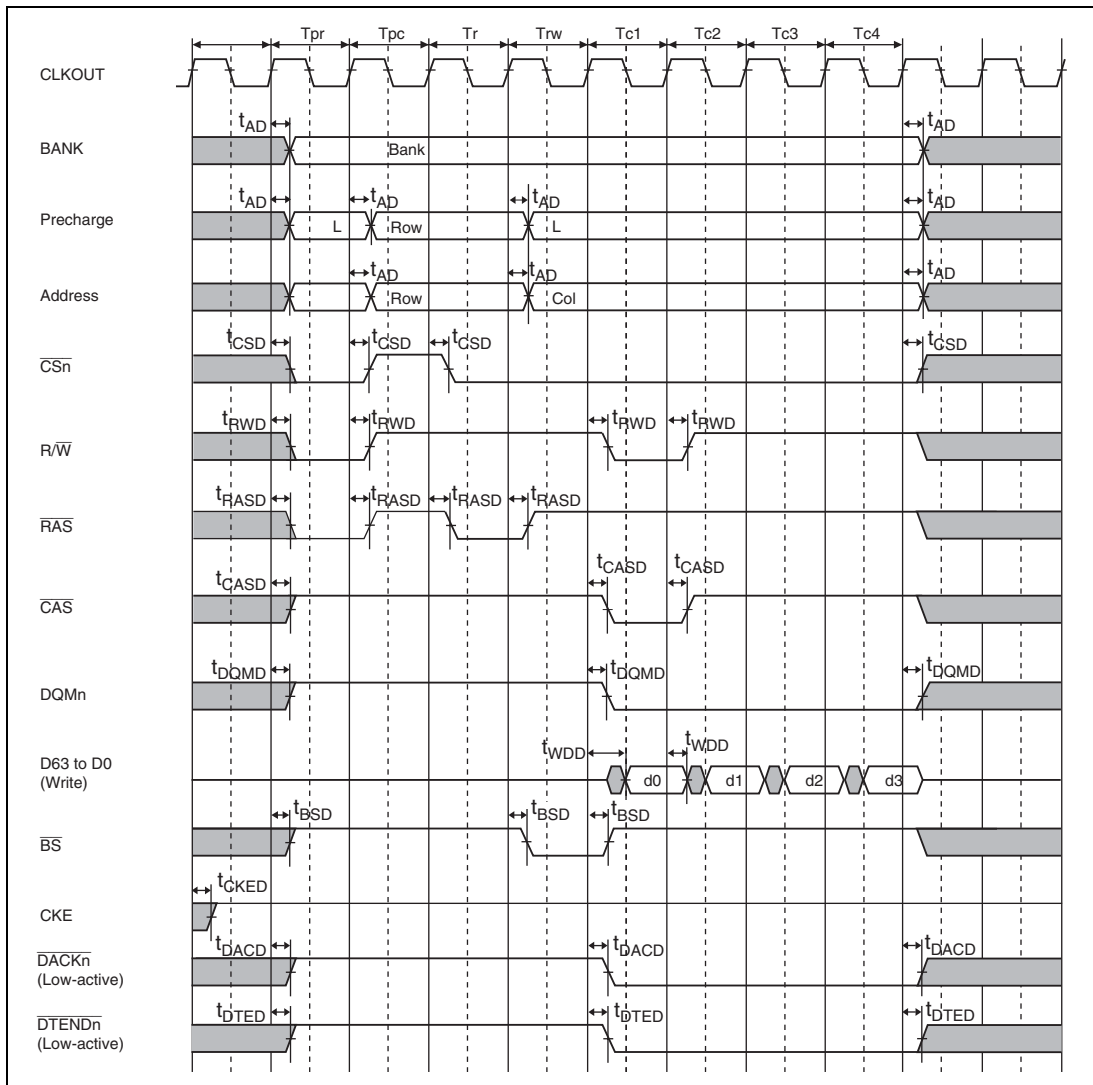 Tpr Tpc Tr Trw Tc1 Tc2 Tc3 Tc4
CLKOUT
tAD tAD
BANK Bank
tAD tAD tAD tAD
Precharge L Row L
tAD tAD tAD
Address Row Col
tCSD tCSD tCSD tCSD
CSn
tRWD tRWD tRWD tRWD
R/W
tRASD tRASD tRASD tRASD
RAS
tCASD tCASD tCASD
CAS
tDQMD tDQMD tDQMD
DQMn
tWDD tWDD
D63 to D0
(Write)
d0 d1 d2 d3
tBSD tBSD tBSD
BS
tCKED
CKE
tDACD tDACD tDACD
DACKn
(Low-active)
tDTED tDTED tDTED
DTENDn
(Low-active)